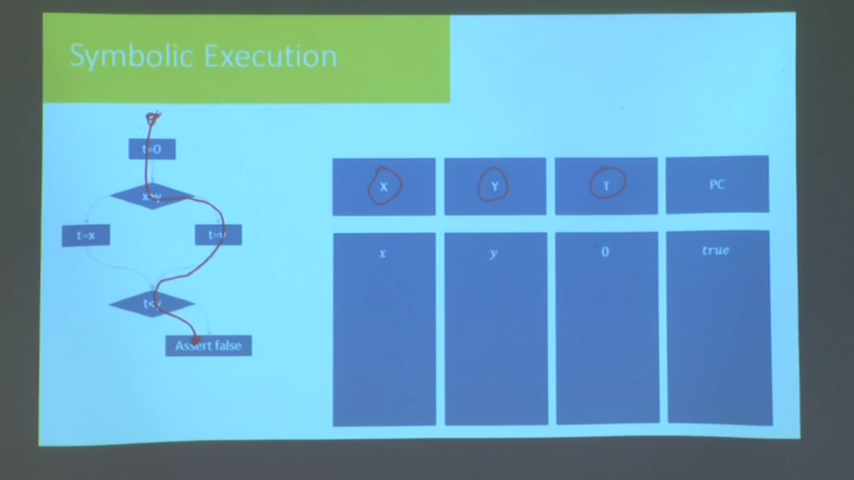 Symbolic Execution
t=0
t=x
Assert false
X
Y
T
PC
x
y
0
true